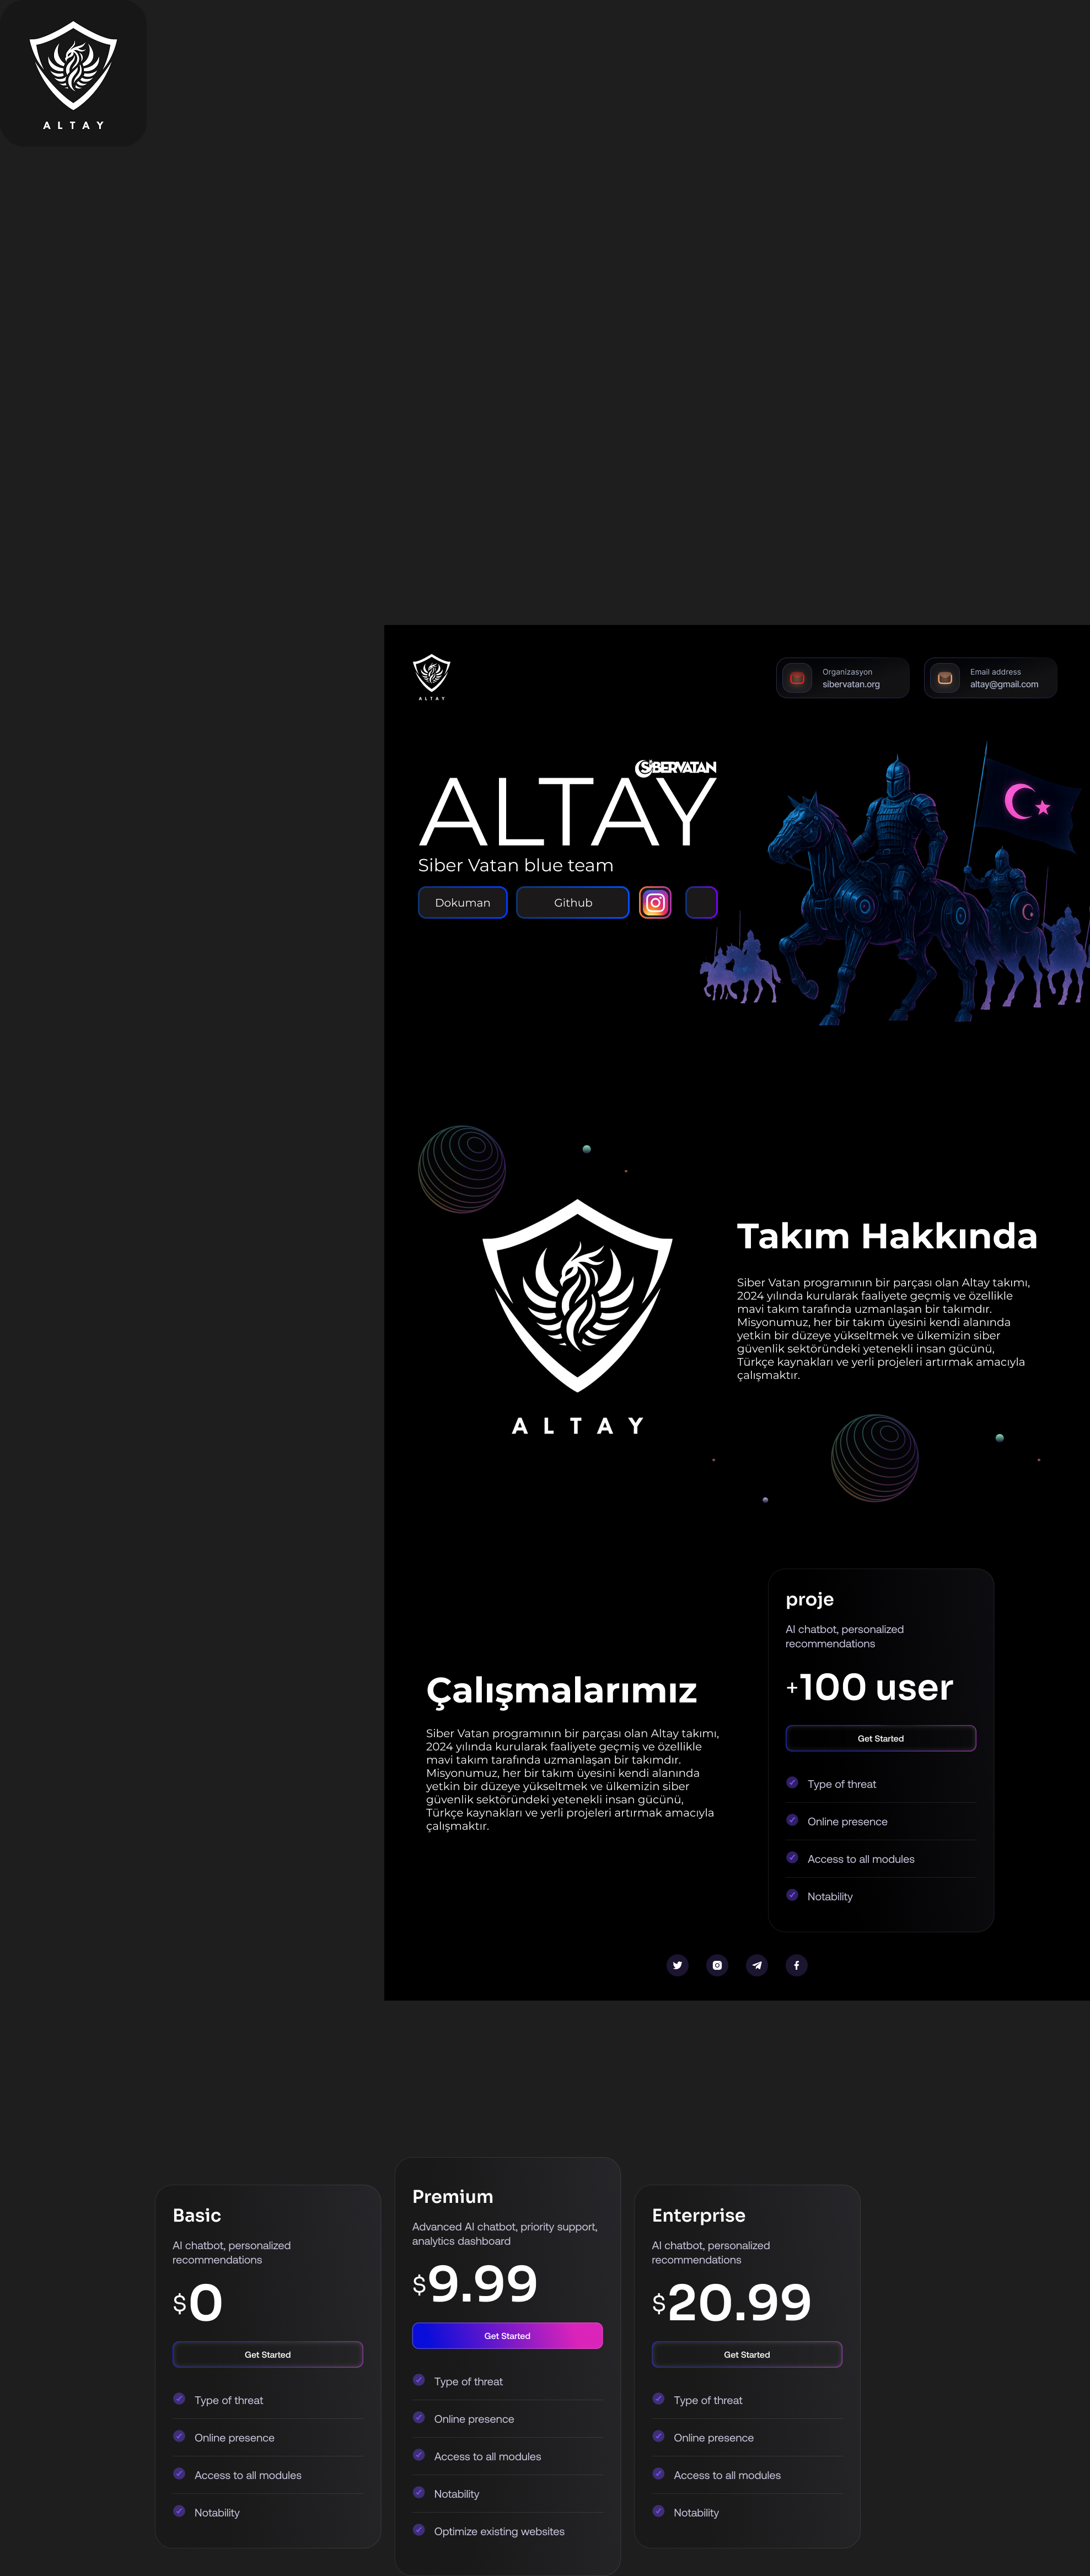 ALTAY
ALTAY
Organizasyon
sibervatan.org
Email address
altay@gmail.com
SİBERVATAN
ALTAY
Siber Vatan blue team
Dokuman
Github
ALTAY
Takım Hakkında
Siber Vatan programının bir parçası olan Altay takımı,
2024 yılında kurularak faaliyete geçmiş ve özellikle
mavi takım tarafında uzmanlaşan bir takımdır.
Misyonumuz, her bir takım üyesini kendi alanında
yetkin bir düzeye yükseltmek ve ülkemizin siber
güvenlik sektöründeki yetenekli insan gücünü,
Türkçe kaynakları ve yerli projeleri artırmak amacıyla
çalışmaktır.
Çalışmalarımız
Siber Vatan programının bir parçası olan Altay takımı,
2024 yılında kurularak faaliyete geçmiş ve özellikle
mavi takım tarafında uzmanlaşan bir takımdır.
Misyonumuz, her bir takım üyesini kendi alanında
yetkin bir düzeye yükseltmek ve ülkemizin siber
güvenlik sektöründeki yetenekli insan gücünü,
Türkçe kaynakları ve yerli projeleri artırmak amacıyla
çalışmaktır.
proje
AI chatbot, personalized
recommendations
+100 user
Get Started
Type of threat
Online presence
Access to all modules
Notability
Basic
AI chatbot, personalized
recommendations
$0
Get Started
Type of threat
Online presence
Access to all modules
Notability
Premium
Advanced AI chatbot, priority support,
analytics dashboard
$9.99
Get Started
Type of threat
Online presence
Access to all modules
Notability
Optimize existing websites
Enterprise
AI chatbot, personalized
recommendations
$20.99
Get Started
Type of threat
Online presence
Access to all modules
Notability